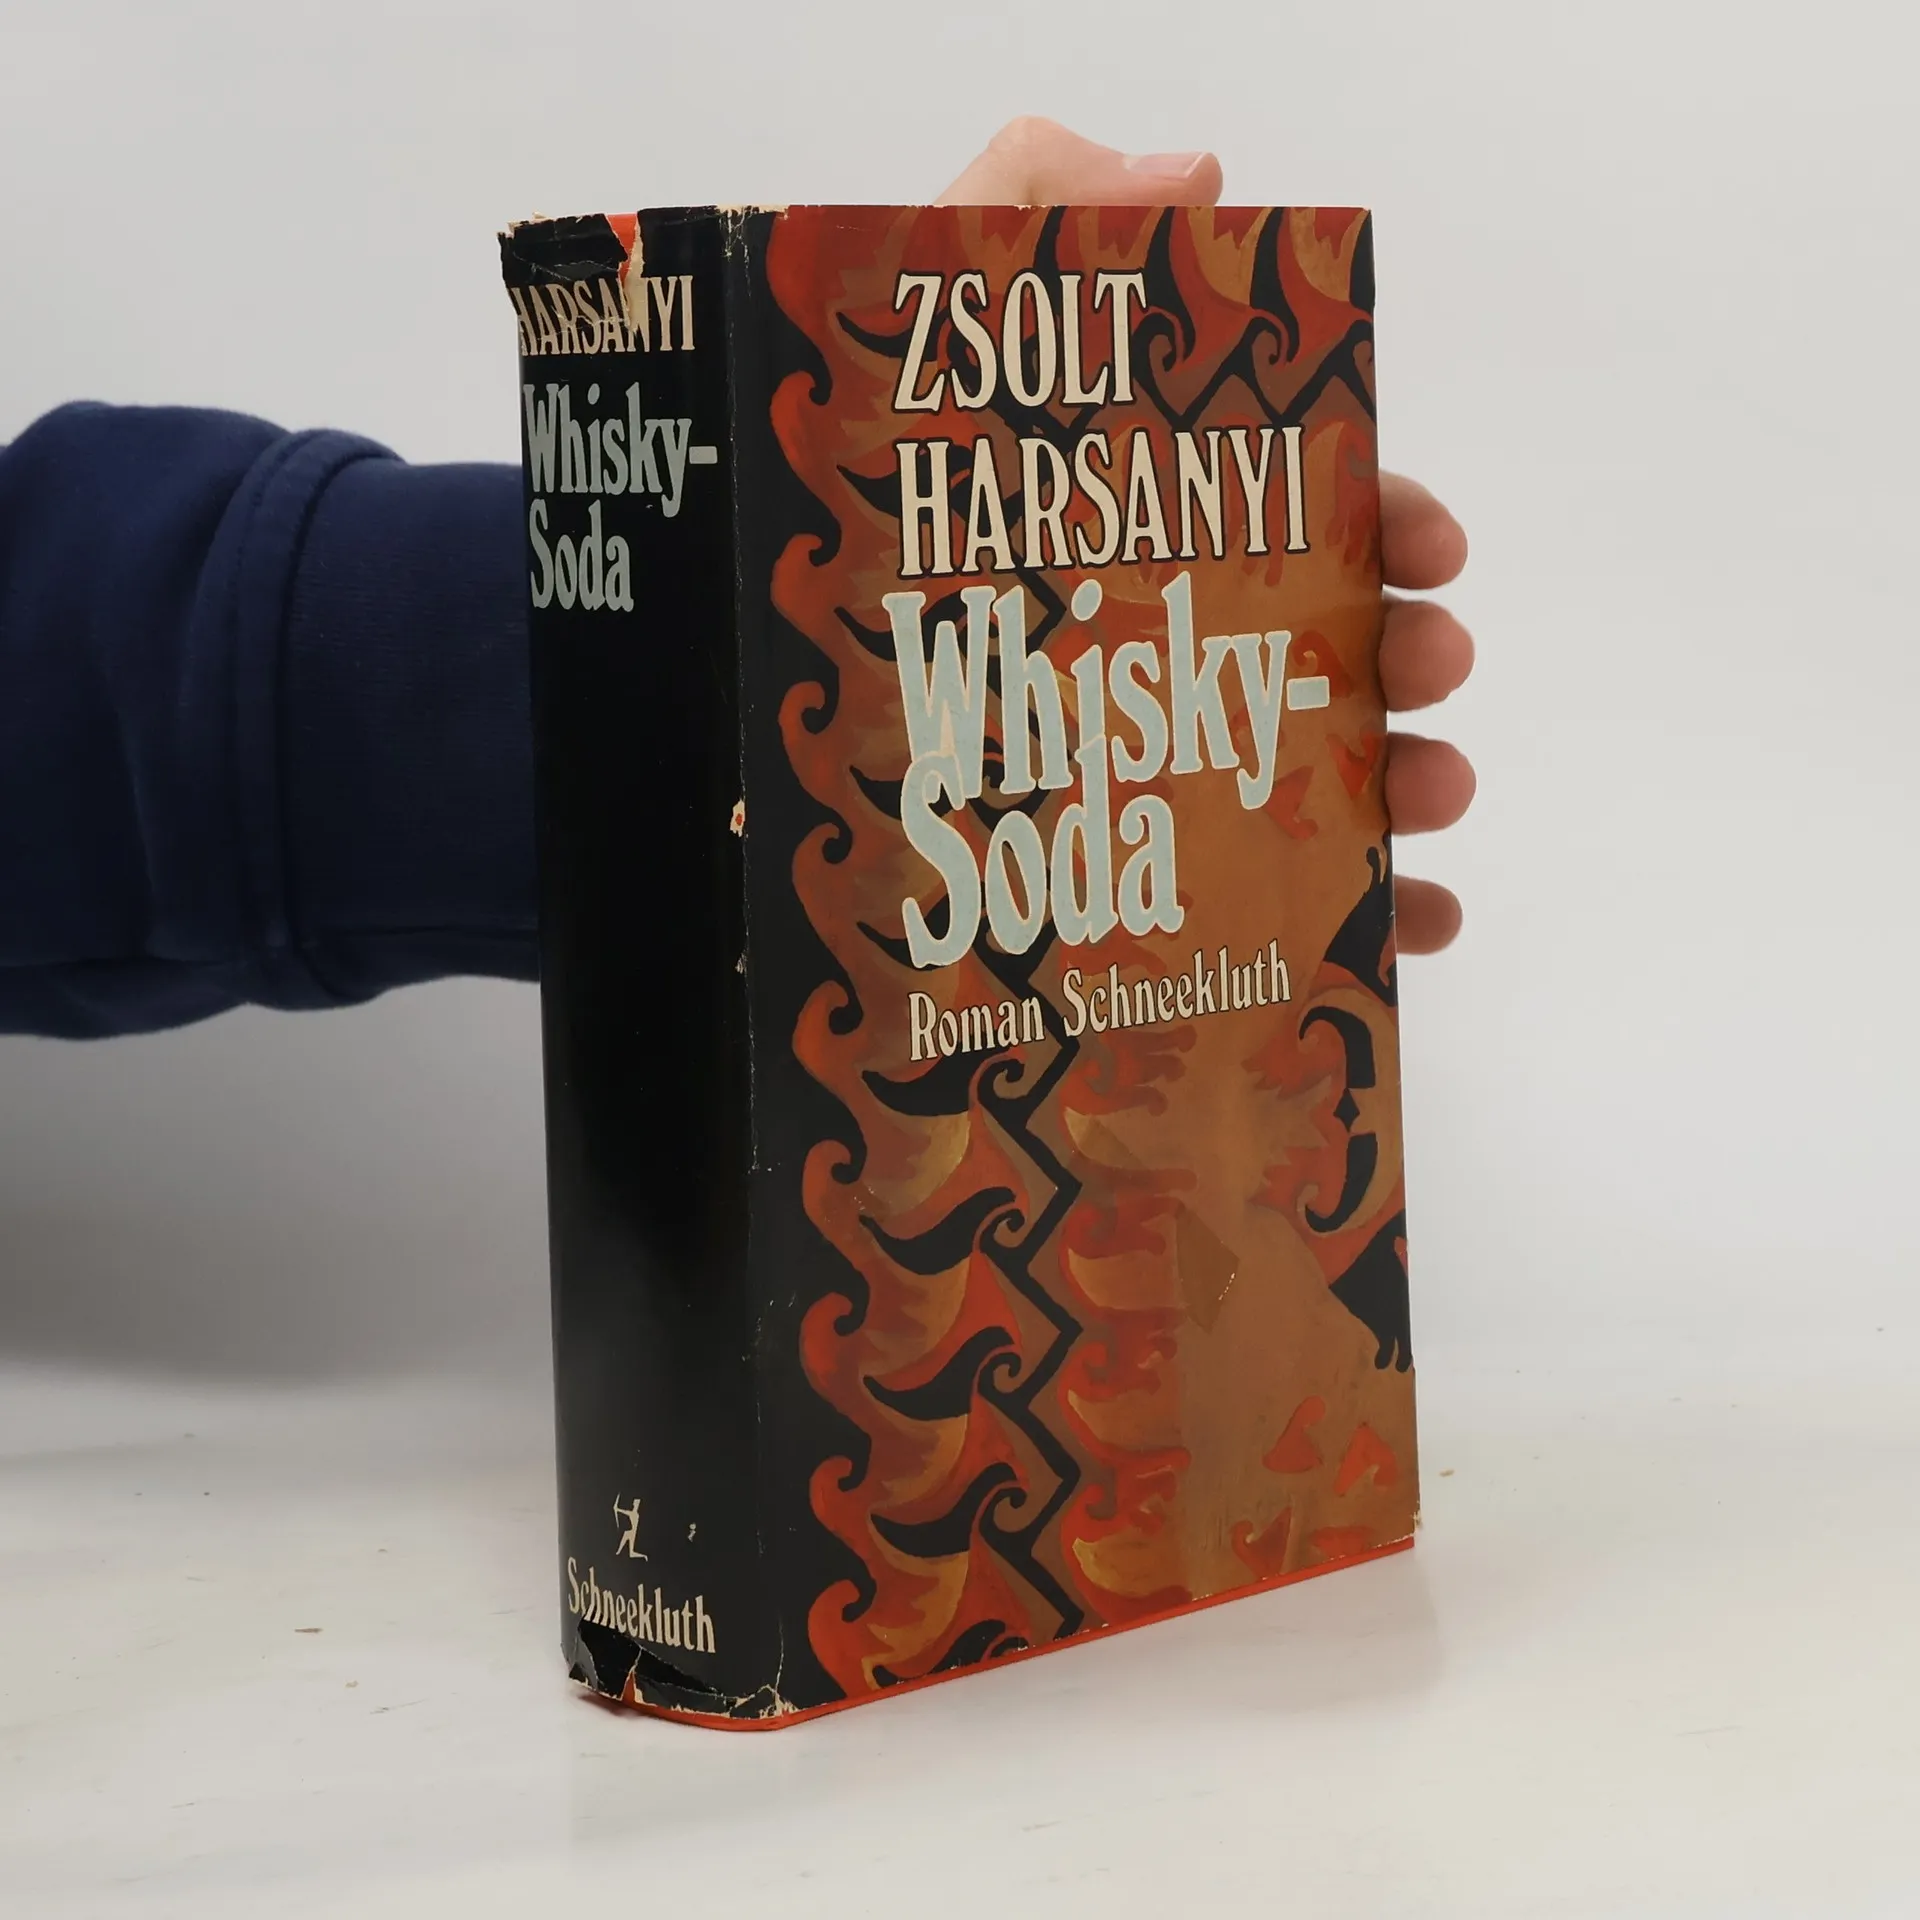 HARSANYI
Whisky-
Soda
Schneekluth
ZSOLT
HARSANYI
Whisky-
Soda
Roman Schneekluth